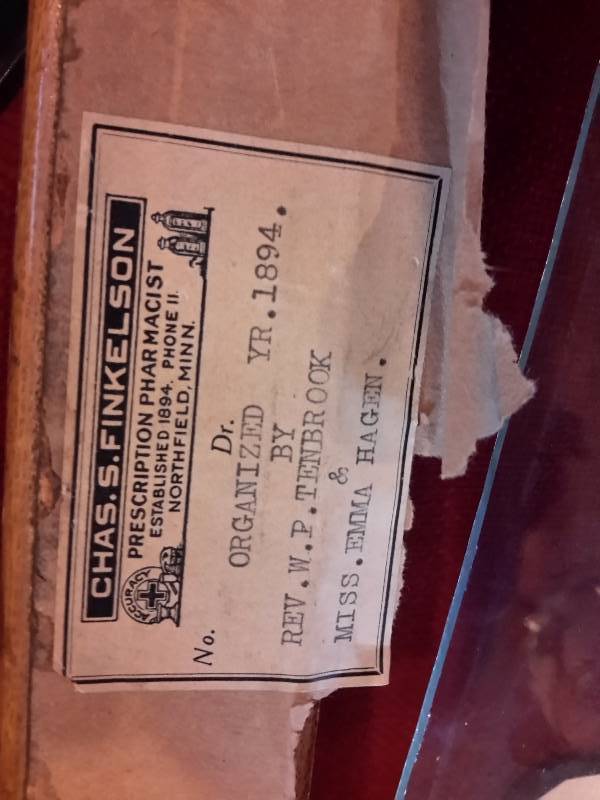 CHAS. S. FINKELSON
PRESCRIPTION PHARMACIST
ESTABLISHED 1894. PHONE 11.
NORTHFIELD, MINN.
ACCURACY
No. Dr.
ORGANIZED YR.1894.
BY
REV.W.P.TENBROOK
&
MISS.EMMA HAGEN.